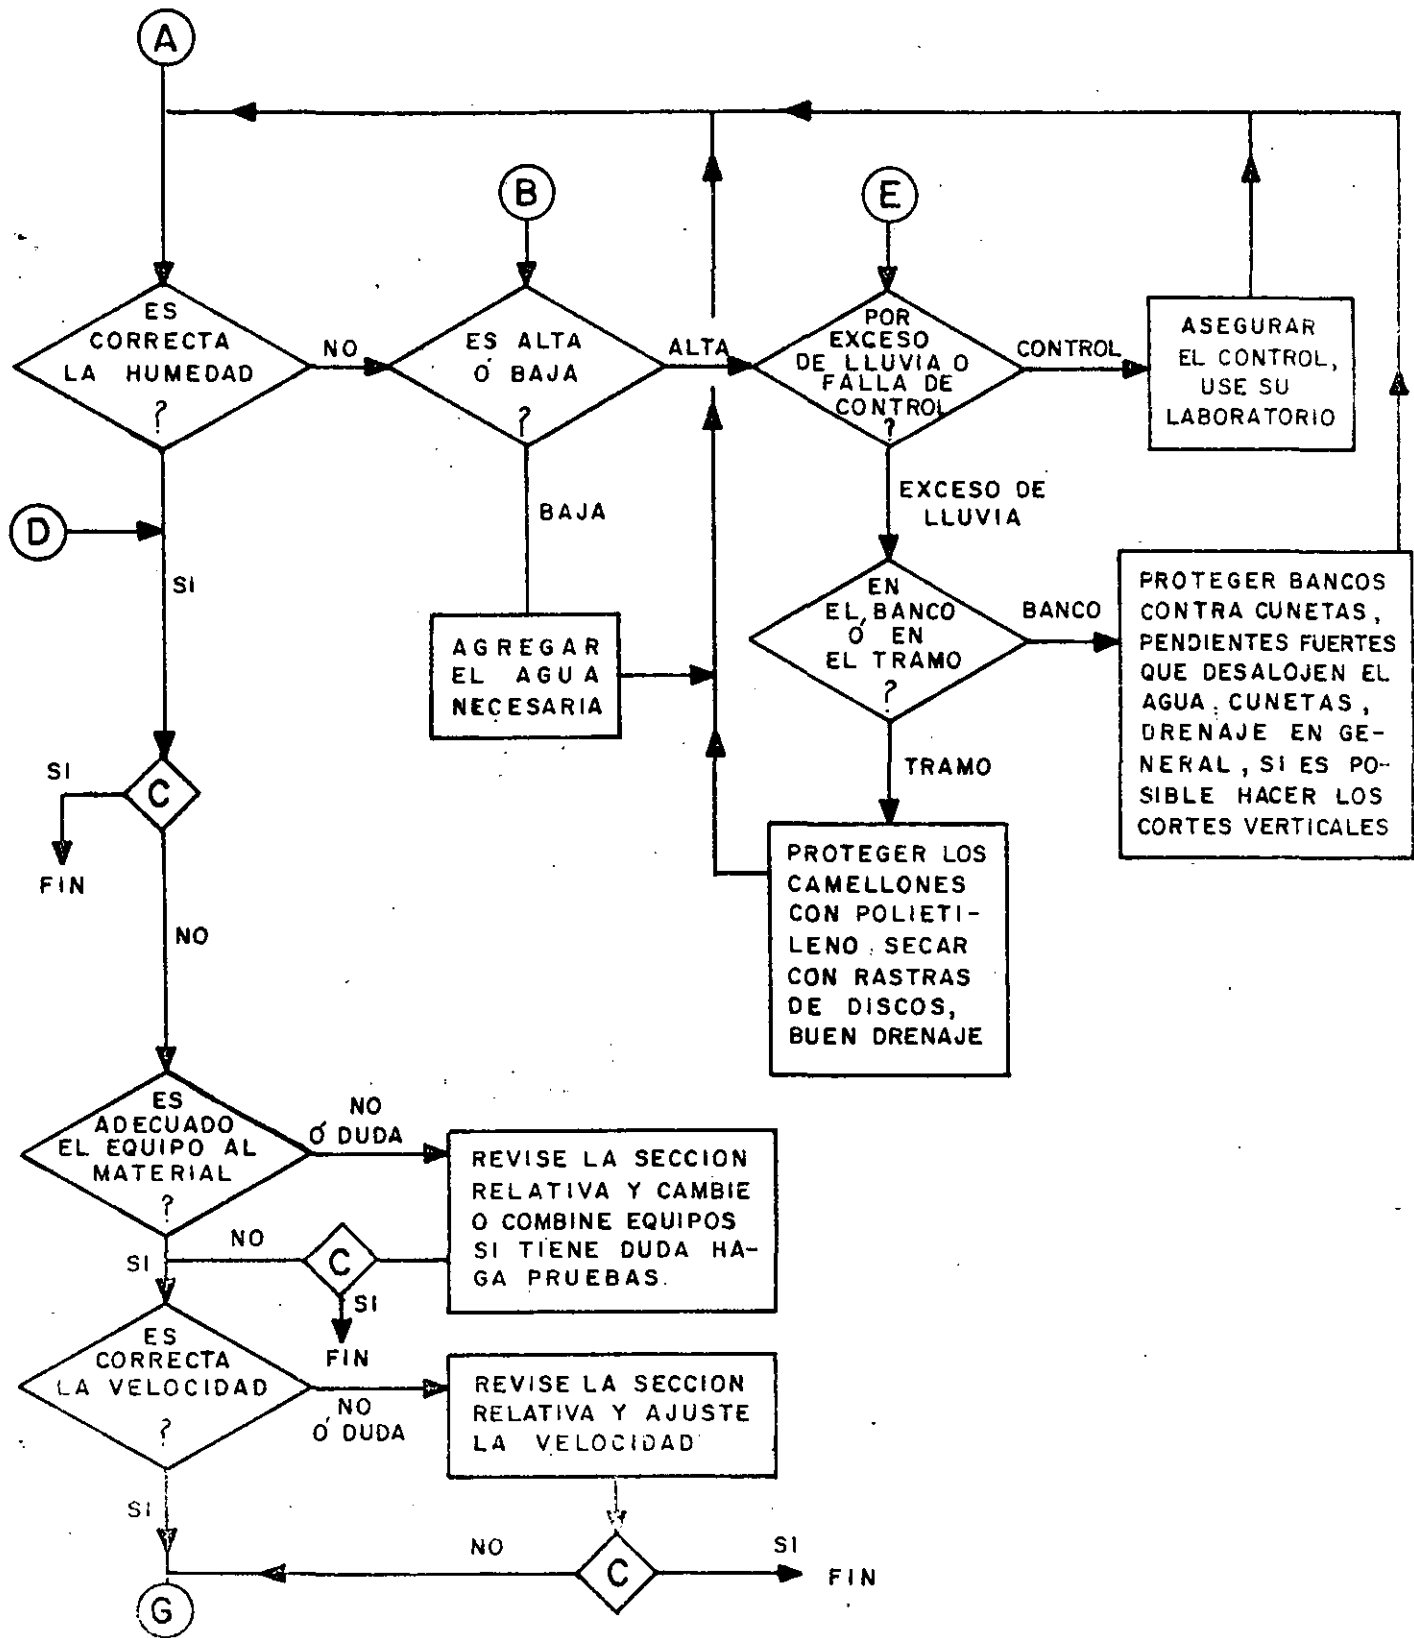 A
B
E
ES
CORRECTA
LA HUMEDAD
?
NO
ES ALTA
Ó BAJA
?
ALTA
POR
EXCESO
DE LLUVIA O
FALLA DE
CONTROL
?
CONTROL
ASEGURAR
EL CONTROL,
USE SU
LABORATORIO
D
SI
BAJA
EXCESO DE
LLUVIA
AGREGAR
EL AGUA
NECESARIA
EN
EL BANCO
Ó EN
EL TRAMO
?
BANCO
PROTEGER BANCOS
CONTRA CUNETAS,
PENDIENTES FUERTES
QUE DESALOJEN EL
AGUA. CUNETAS,
DRENAJE EN GE-
NERAL, SI ES PO-
SIBLE HACER LOS
CORTES VERTICALES
TRAMO
SI
C
FIN
NO
PROTEGER LOS
CAMELLONES
CON POLIETI-
LENO. SECAR
CON RASTRAS
DE DISCOS,
BUEN DRENAJE
ES
ADECUADO
EL EQUIPO AL
MATERIAL
?
NO
Ó DUDA
REVISE LA SECCION
RELATIVA Y CAMBIE
O COMBINE EQUIPOS
SI TIENE DUDA HA-
GA PRUEBAS.
SI
NO
C
SI
FIN
ES
CORRECTA
LA VELOCIDAD
?
NO
Ó DUDA
REVISE LA SECCION
RELATIVA Y AJUSTE
LA VELOCIDAD
SI
NO
C
SI
FIN
G